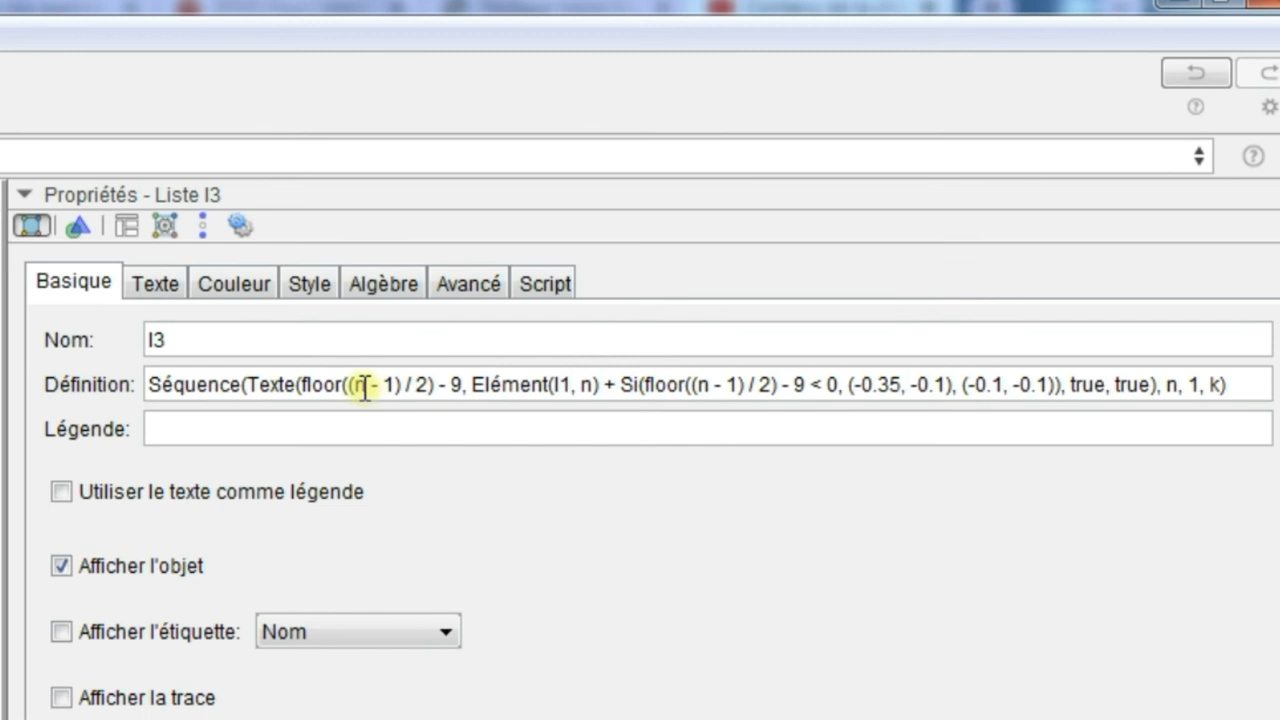 Propriétés - Liste l3
Basique Texte Couleur Style Algèbre Avancé Script
Nom: l3
Définition: Séquence(Texte(floor((n - 1) / 2) - 9, Elément(l1, n) + Si(floor((n - 1) / 2) - 9 < 0, (-0.35, -0.1), (-0.1, -0.1)), true, true), n, 1, k)
Légende:
Utiliser le texte comme légende
Afficher l'objet
Afficher l'étiquette: Nom
Afficher la trace